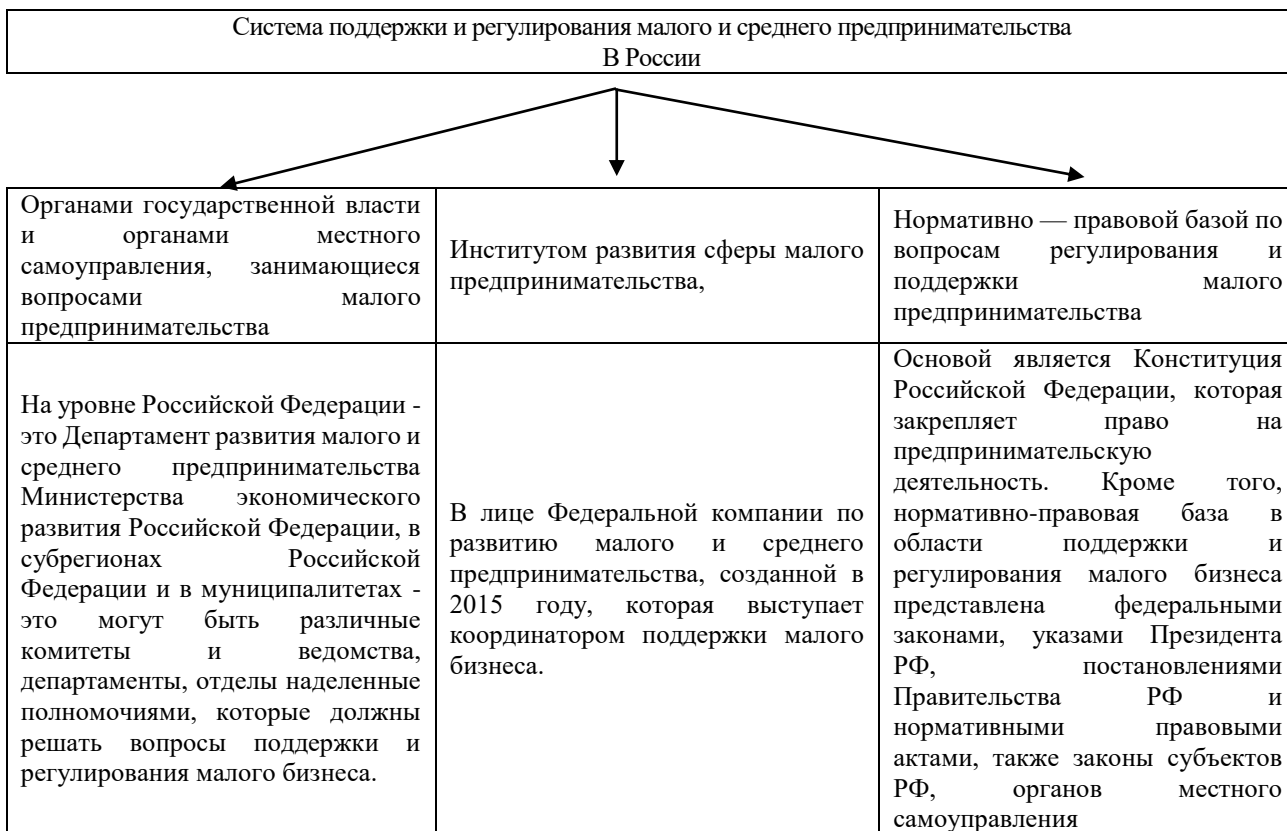 Система поддержки и регулирования малого и среднего предпринимательства
В России
Органами государственной власти
и органами местного
самоуправления, занимающиеся
вопросами малого
предпринимательства
Институтом развития сферы малого
предпринимательства,
Нормативно — правовой базой по
вопросам регулирования и
поддержки малого
предпринимательства
На уровне Российской Федерации -
это Департамент развития малого и
среднего предпринимательства
Министерства экономического
развития Российской Федерации, в
субрегионах Российской
Федерации и в муниципалитетах -
это могут быть различные
комитеты и ведомства,
департаменты, отделы наделенные
полномочиями, которые должны
решать вопросы поддержки и
регулирования малого бизнеса.
В лице Федеральной компании по
развитию малого и среднего
предпринимательства, созданной в
2015 году, которая выступает
координатором поддержки малого
бизнеса.
Основой является Конституция
Российской Федерации, которая
закрепляет право на
предпринимательскую
деятельность. Кроме того,
нормативно-правовая база в
области поддержки и
регулирования малого бизнеса
представлена федеральными
законами, указами Президента
РФ, постановлениями
Правительства РФ и
нормативными правовыми
актами, также законы субъектов
РФ, органов местного
самоуправления